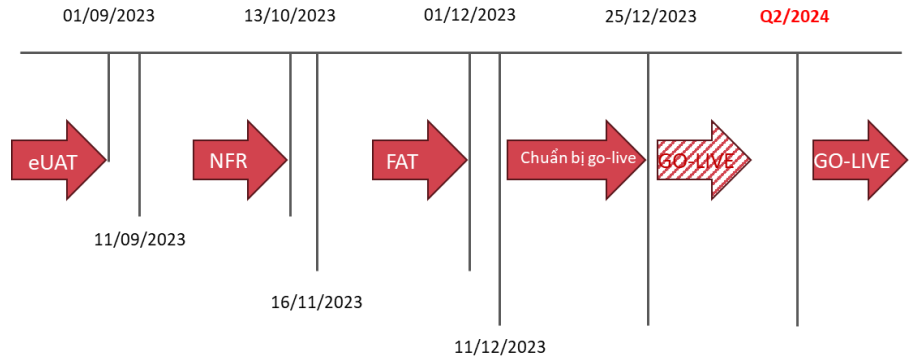 01/09/2023
13/10/2023
01/12/2023
25/12/2023
Q2/2024
eUAT
NFR
FAT
Chuẩn bị go-live
GO-LIVE
GO-LIVE
11/09/2023
16/11/2023
11/12/2023